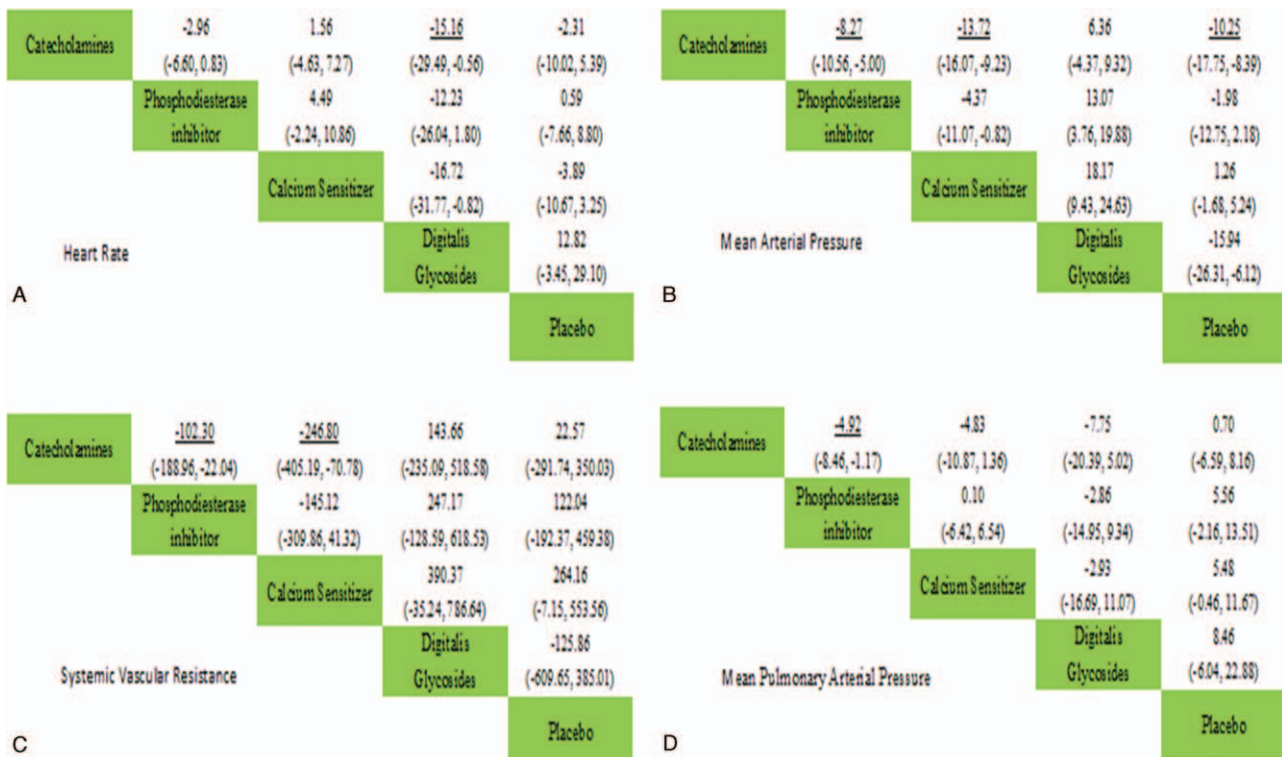 Catecholamines -2.96 1.56 -15.16 -2.31
(-6.60, 0.83) (-4.63, 7.27) (-29.49, -0.56) (-10.02, 5.39)
Phosphodiesterase 4.49 -12.23 0.59
inhibitor (-2.24, 10.86) (-26.04, 1.80) (-7.66, 8.80)
Calcium Sensitizer -16.72 -3.89
(-31.77, -0.82) (-10.67, 3.25)
Digitalis 12.82
Glycosides (-3.45, 29.10)
Heart Rate
A
Placebo
Catecholamines -8.27 -13.72 6.36 -10.25
(-10.56, -5.00) (-16.07, -9.23) (-4.37, 9.32) (-17.75, -8.39)
Phosphodiesterase -4.37 13.07 -1.98
inhibitor (-11.07, -0.82) (3.76, 19.88) (-12.75, 2.18)
Calcium Sensitizer 18.17 1.26
(9.43, 24.63) (-1.68, 5.24)
Digitalis -15.94
Glycosides (-26.31, -6.12)
Mean Arterial Pressure
B
Placebo
Catecholamines -102.30 -246.80 143.66 22.57
(-188.96, -22.04) (-405.19, -70.78) (-235.09, 518.58) (-291.74, 350.03)
Phosphodiesterase -145.12 247.17 122.04
inhibitor (-309.86, 41.32) (-128.59, 618.53) (-192.37, 459.38)
Calcium Sensitizer 390.37 264.16
(-35.24, 786.64) (-7.15, 553.56)
Digitalis -125.86
Glycosides (-609.65, 385.01)
Systemic Vascular Resistance
C
Placebo
Catecholamines -4.92 -4.83 -7.75 0.70
(-8.46, -1.17) (-10.87, 1.36) (-20.39, 5.02) (-6.59, 8.16)
Phosphodiesterase 0.10 -2.86 5.56
inhibitor (-6.42, 6.54) (-14.95, 9.34) (-2.16, 13.51)
Calcium Sensitizer -2.93 5.48
(-16.69, 11.07) (-0.46, 11.67)
Digitalis 8.46
Glycosides (-6.04, 22.88)
Mean Pulmonary Arterial Pressure
D
Placebo